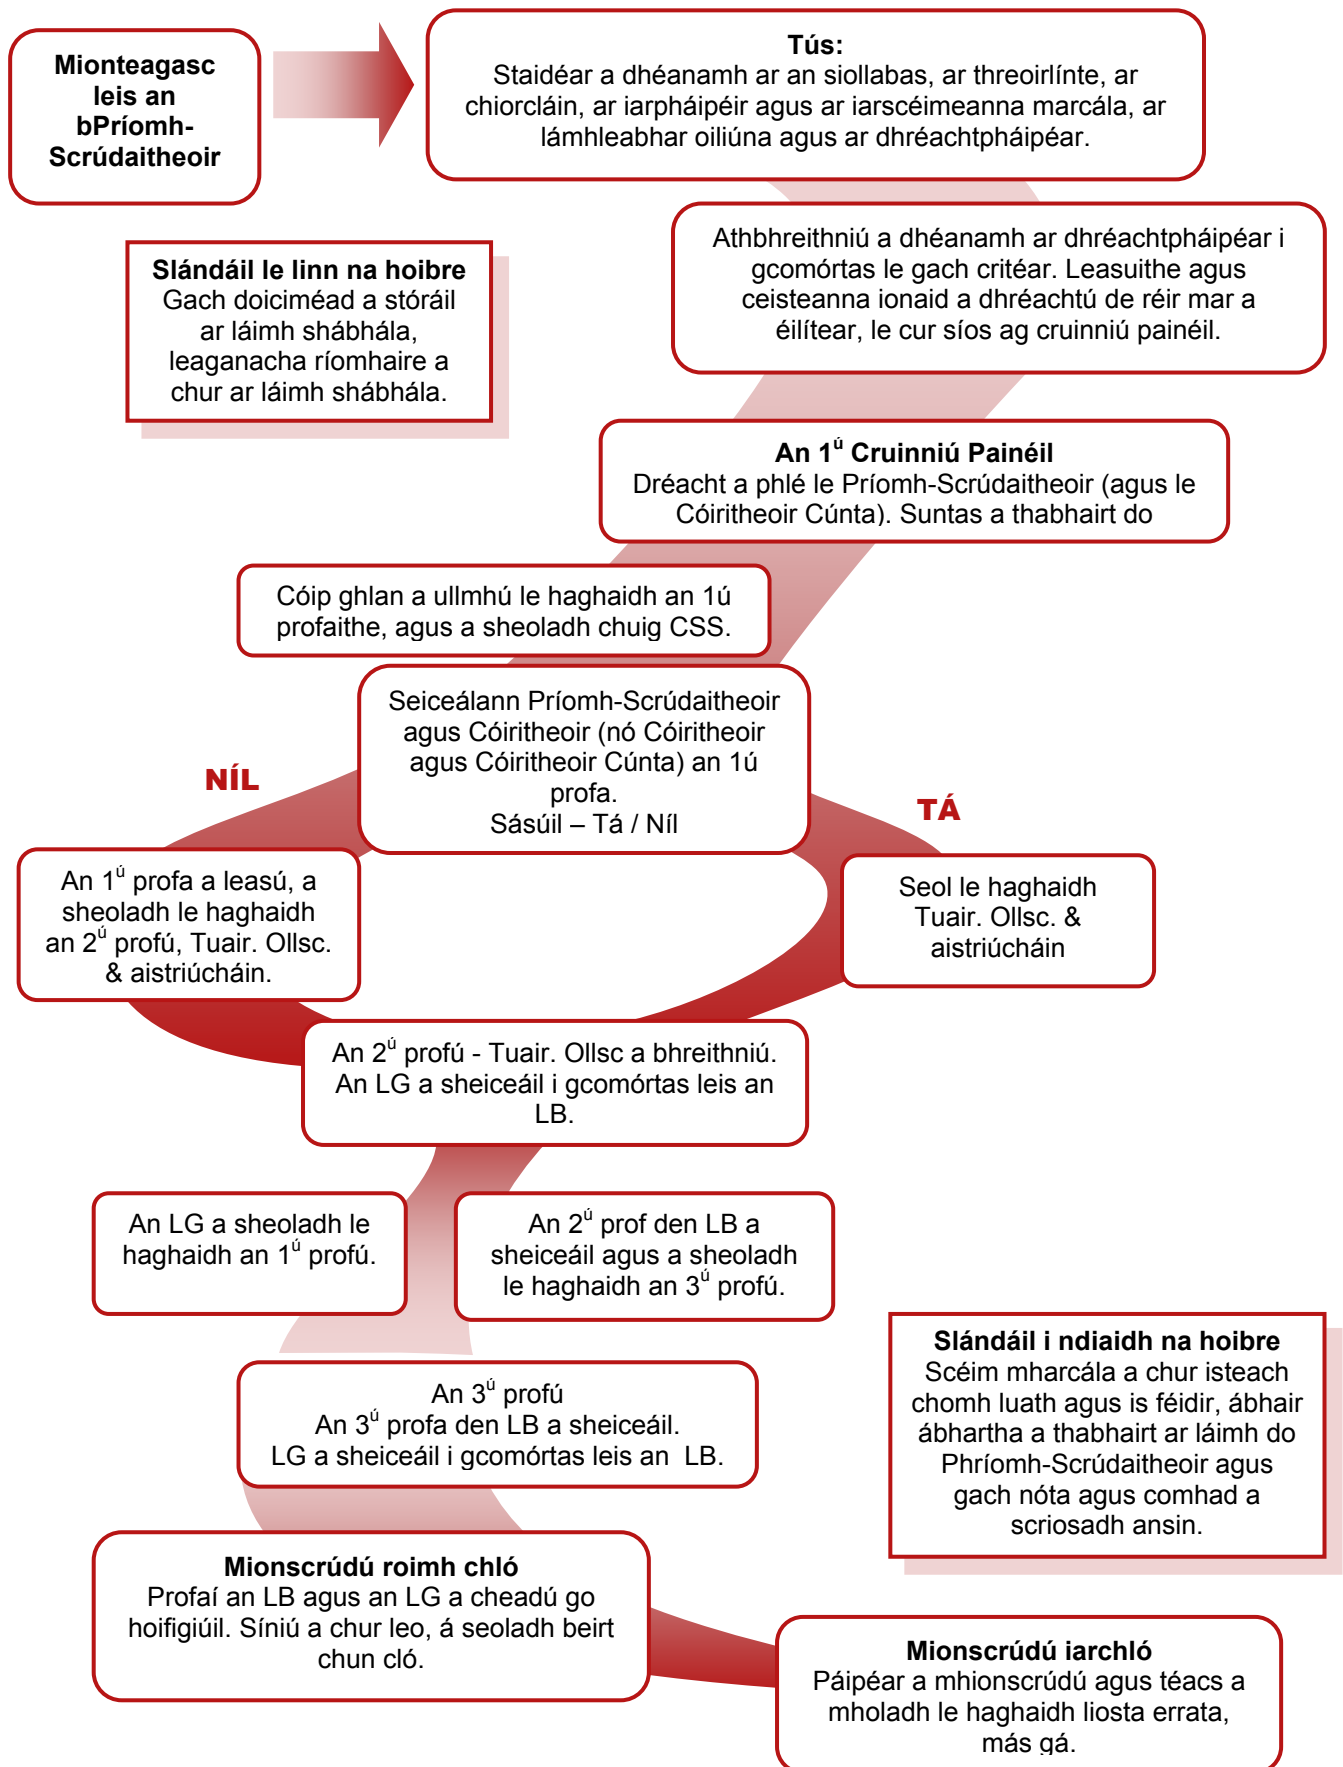 Mionteagasc
leis an
bPríomh-
Scrúdaitheoir
Tús:
Staidéar a dhéanamh ar an siollabas, ar threoirlínte, ar
chiorcláin, ar iarpháipéir agus ar iarscéimeanna marcála, ar
lámhleabhar oiliúna agus ar dhréachtpháipéar.
Athbhreithniú a dhéanamh ar dhréachtpháipéar i
gcomórtas le gach critéar. Leasuithe agus
ceisteanna ionaid a dhréachtú de réir mar a
éilítear, le cur síos ag cruinniú painéil.
Slándáil le linn na hoibre
Gach doiciméad a stóráil
ar láimh shábhála,
leaganacha ríomhaire a
chur ar láimh shábhála.
An 1ú Cruinniú Painéil
Dréacht a phlé le Príomh-Scrúdaitheoir (agus le
Cóiritheoir Cúnta). Suntas a thabhairt do
Cóip ghlan a ullmhú le haghaidh an 1ú
profaithe, agus a sheoladh chuig CSS.
Seiceálann Príomh-Scrúdaitheoir
agus Cóiritheoir (nó Cóiritheoir
agus Cóiritheoir Cúnta) an 1ú
profa.
Sásúil – Tá / Níl
NÍL
TÁ
An 1ú profa a leasú, a
sheoladh le haghaidh
an 2ú profú, Tuair. Ollsc.
& aistriúcháin.
Seol le haghaidh
Tuair. Ollsc. &
aistriúcháin
An 2ú profú - Tuair. Ollsc a bhreithniú.
An LG a sheiceáil i gcomórtas leis an
LB.
An LG a sheoladh le
haghaidh an 1ú profú.
An 2ú prof den LB a
sheiceáil agus a sheoladh
le haghaidh an 3ú profú.
An 3ú profú
An 3ú profa den LB a sheiceáil.
LG a sheiceáil i gcomórtas leis an  LB.
Slándáil i ndiaidh na hoibre
Scéim mharcála a chur isteach
chomh luath agus is féidir, ábhair
ábhartha a thabhairt ar láimh do
Phríomh-Scrúdaitheoir agus
gach nóta agus comhad a
scriosadh ansin.
Mionscrúdú roimh chló
Profaí an LB agus an LG a cheadú go
hoifigiúil. Síniú a chur leo, á seoladh beirt
chun cló.
Mionscrúdú iarchló
Páipéar a mhionscrúdú agus téacs a
mholadh le haghaidh liosta errata,
más gá.